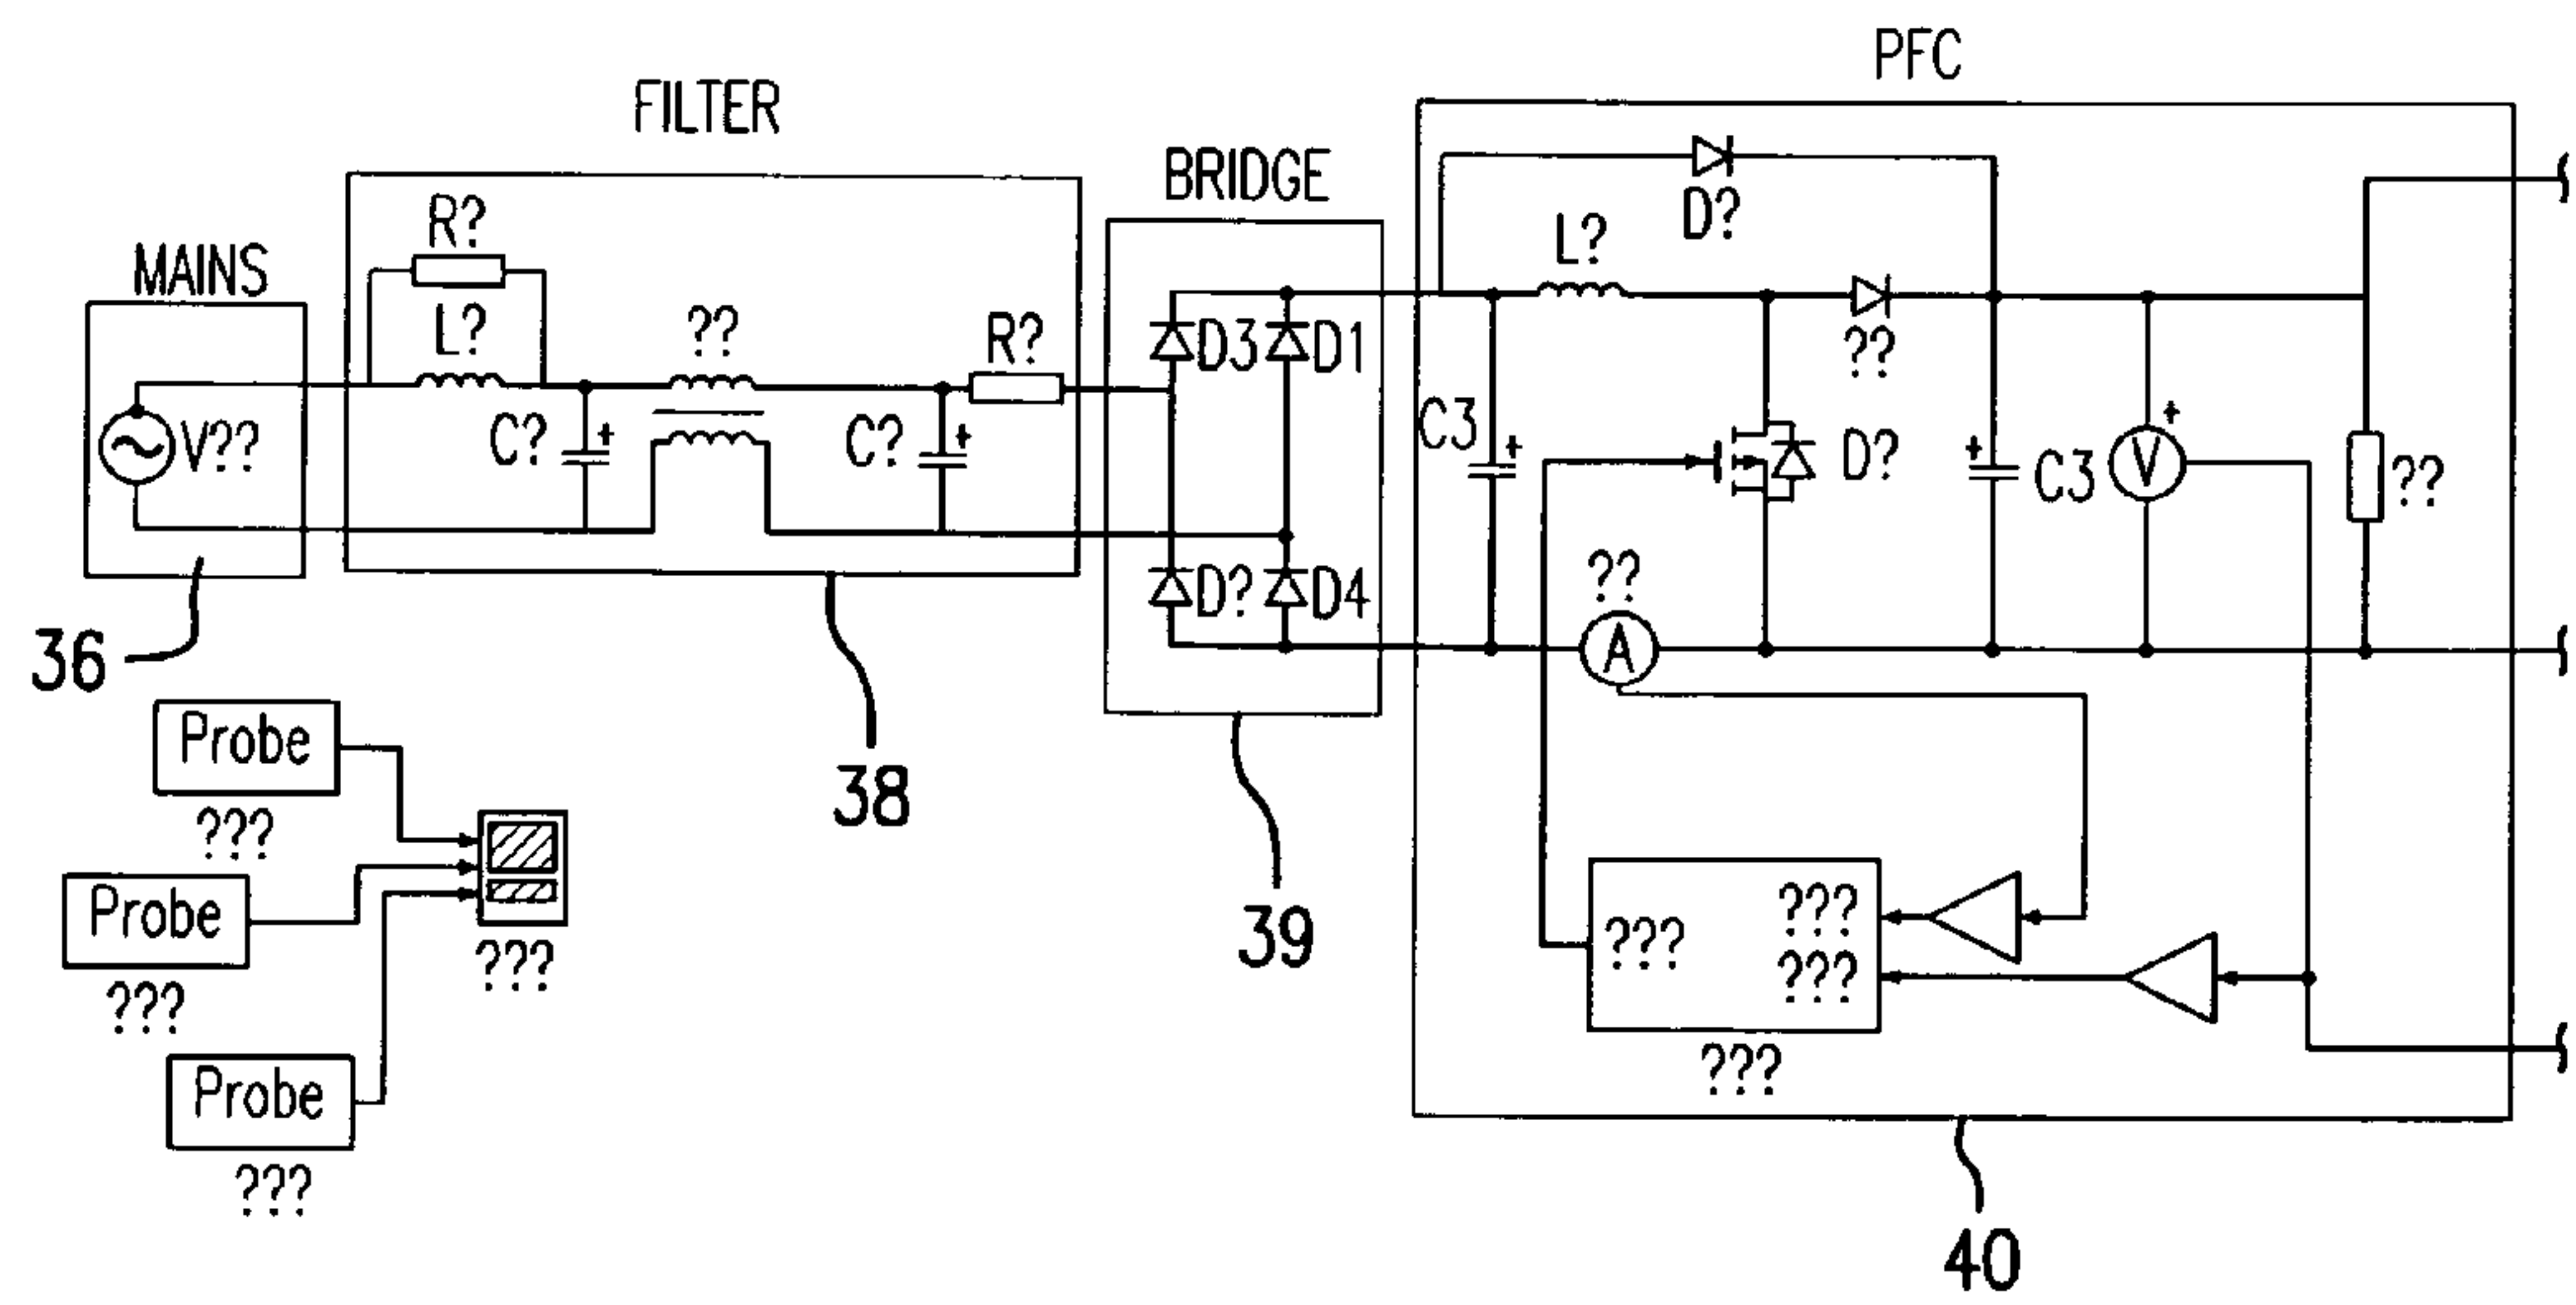 PFC
FILTER
BRIDGE
MAINS
R?
D?
L?
L?
??
R?
D3
D1
??
V??
C?
C?
C3
D?
C3
V
??
D?
D4
??
A
36
38
39
Probe
???
Probe
???
???
Probe
???
???
???
???
???
40